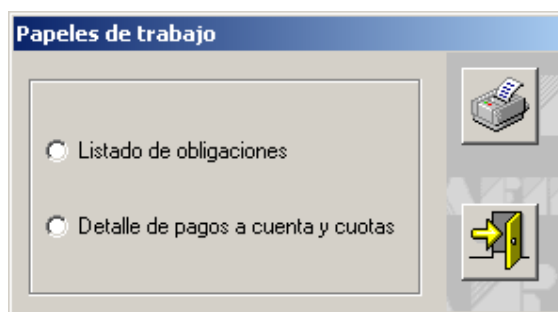 Papeles de trabajo
Listado de obligaciones
Detalle de pagos a cuenta y cuotas